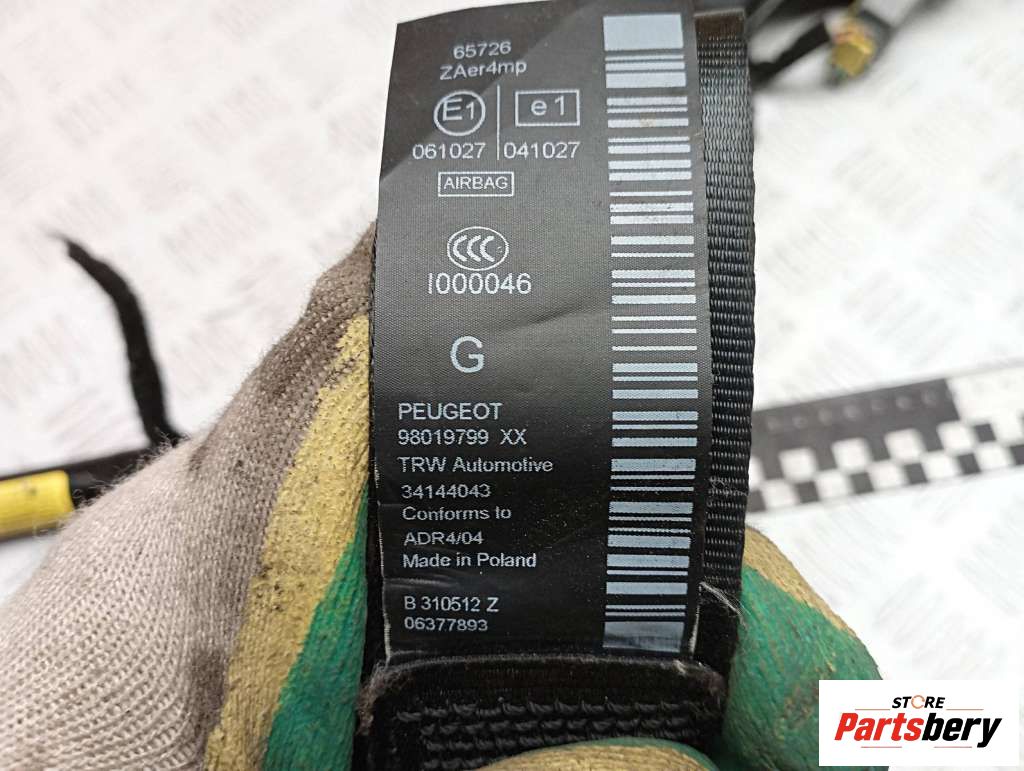 65726
ZAer4mp
E1 e1
061027 041027
AIRBAG
CCC
I000046
G
PEUGEOT
98019799 XX
TRW Automotive
34144043
Conforms to
ADR4/04
Made in Poland
B 310512 Z
06377893
STORE
Partsbery